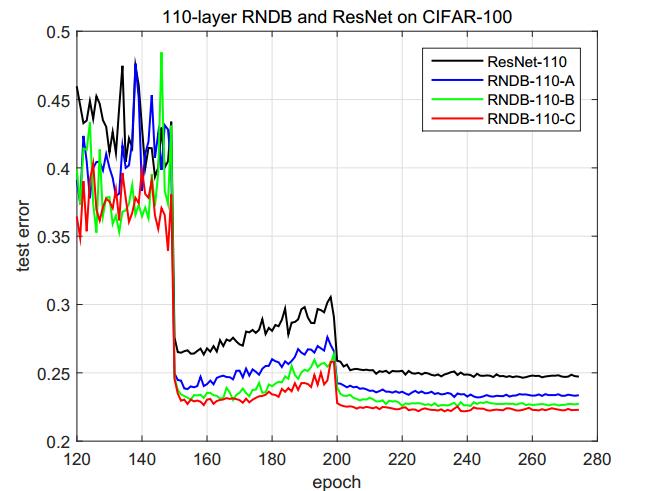 110-layer RNDB and ResNet on CIFAR-100
0.5
0.45
0.4
0.35
0.3
0.25
0.2
test error
ResNet-110
RNDB-110-A
RNDB-110-B
RNDB-110-C
120 140 160 180 200 220 240 260 280
epoch